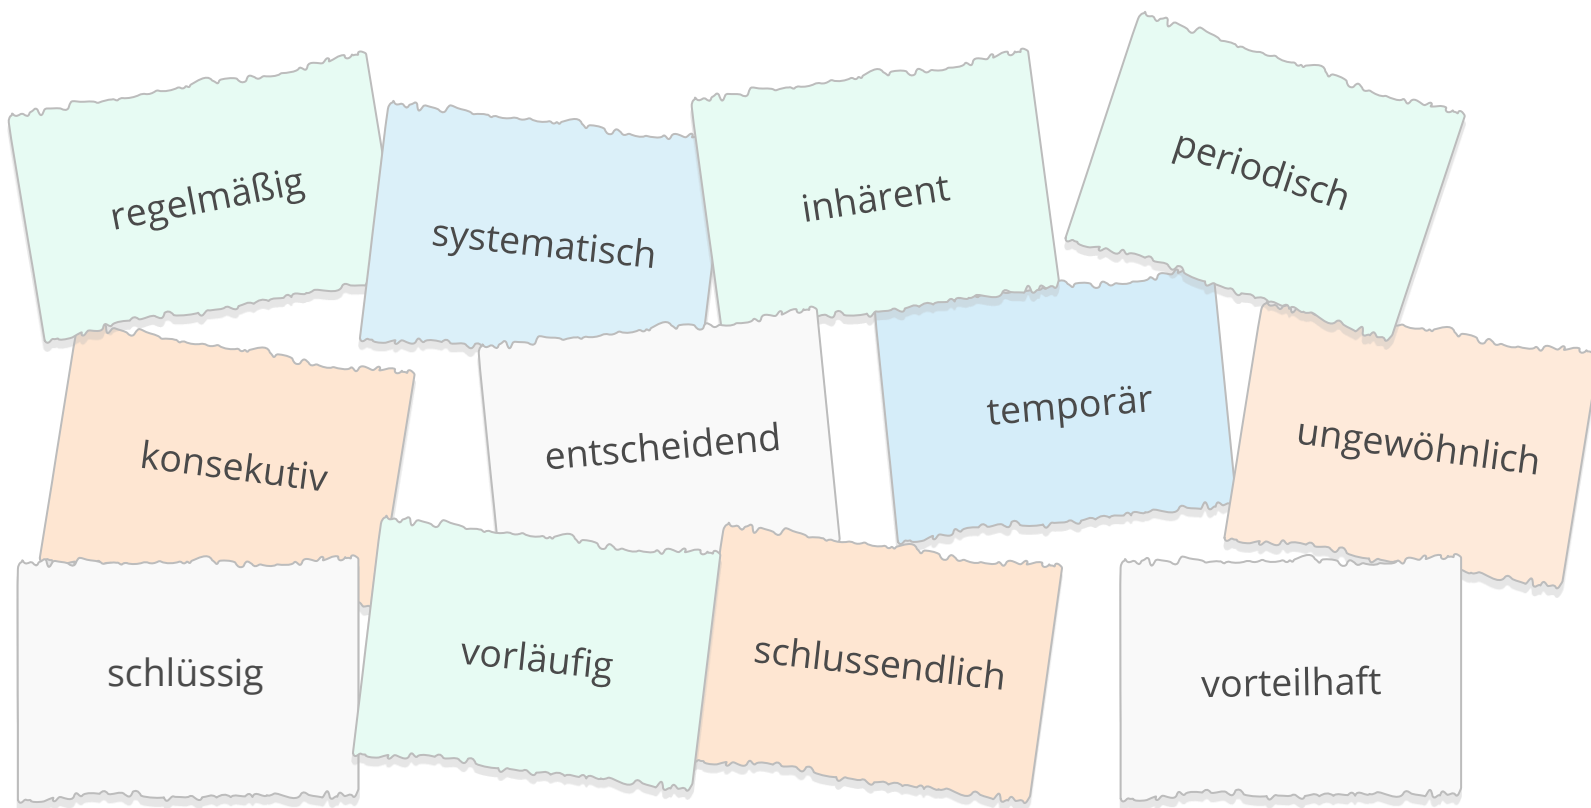 regelmäßig
systematisch
inhärent
periodisch
konsekutiv
entscheidend
temporär
ungewöhnlich
schlüssig
vorläufig
schlussendlich
vorteilhaft